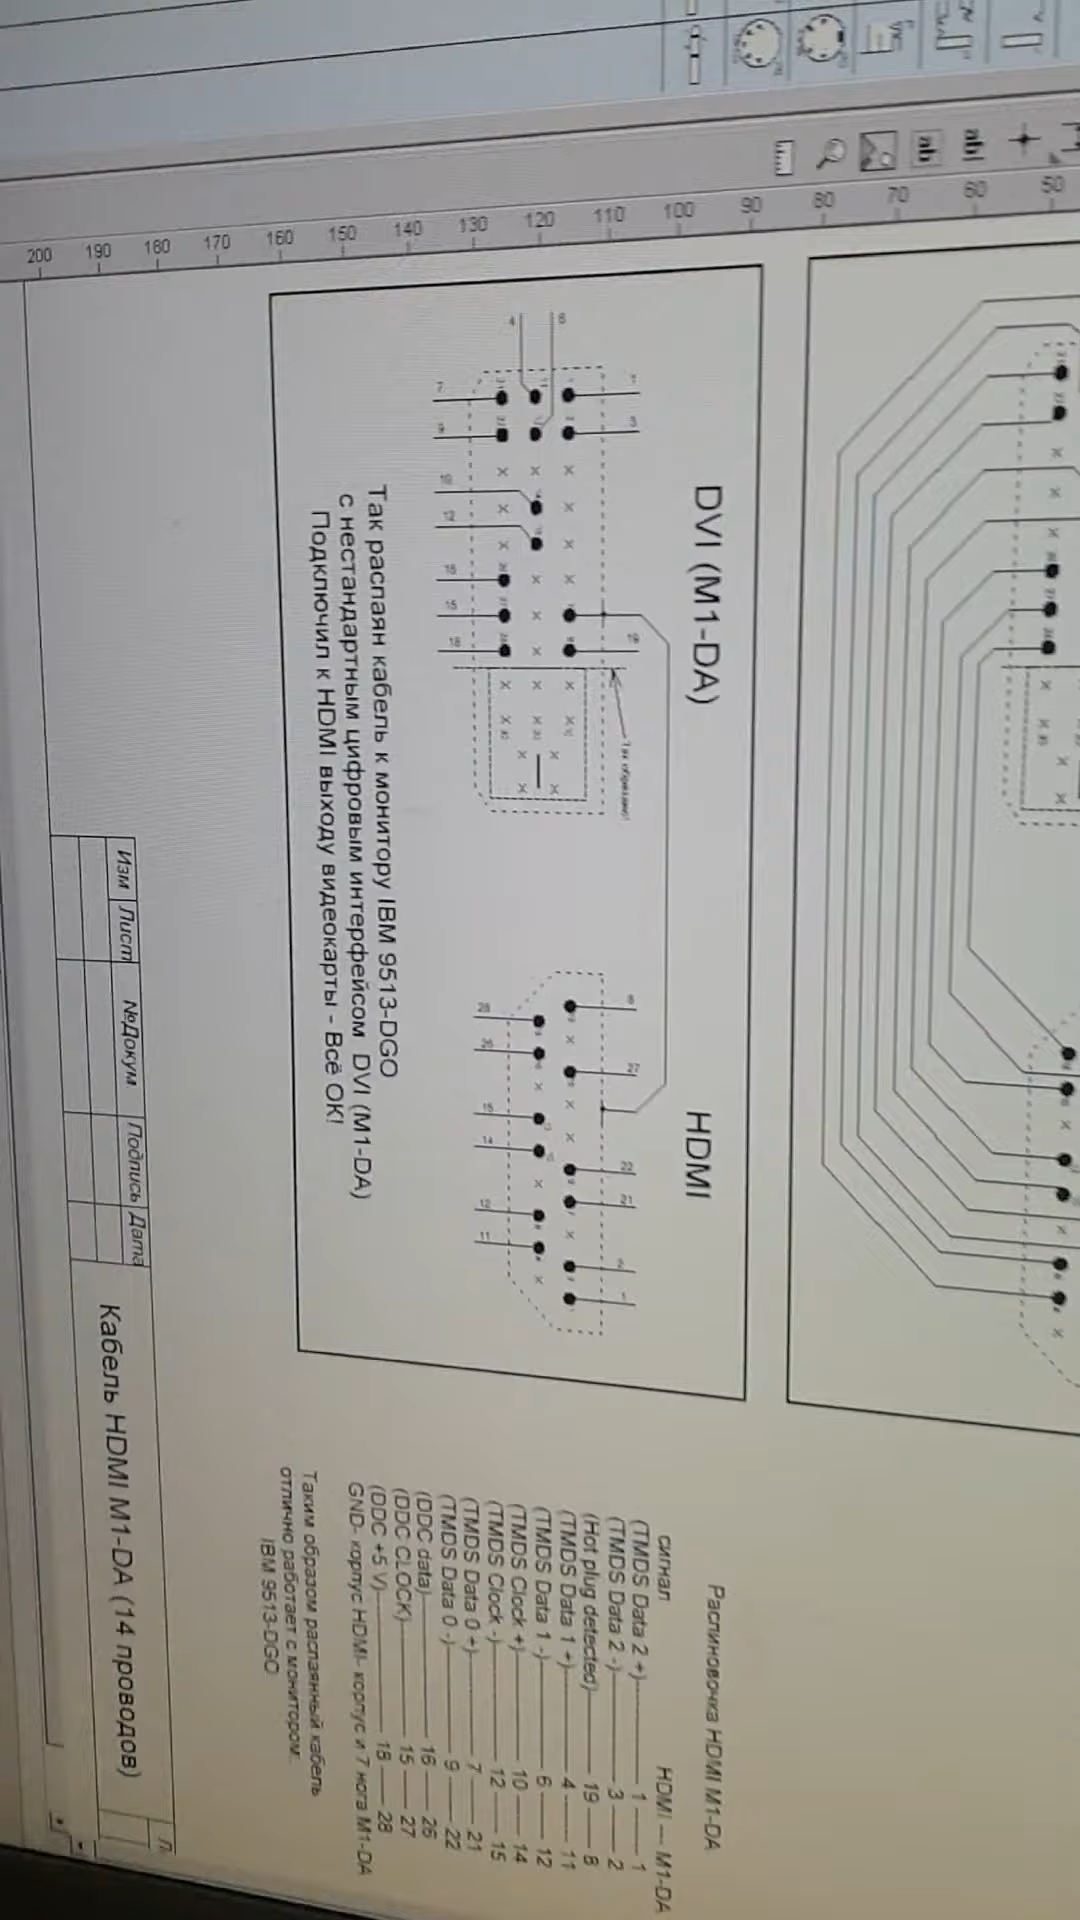 50
60
70
80
90
100
110
120
130
140
150
160
170
180
190
200
ab|
ab
DVI (M1-DA)
HDMI
Так распаян кабель к монитору IBM 9513-DGO
с нестандартным цифровым интерфейсом DVI (M1-DA)
Подключил к HDMI выходу видеокарты - Всё ОК!
Распиновочка HDMI M1-DA
сигнал HDMI — M1-DA
(TMDS Data 2 +)————— 1 —— 1
(TMDS Data 2 -)————— 3 —— 2
(Hot plug detected)———— 19 —— 8
(TMDS Data 1 +)————— 4 —— 11
(TMDS Data 1 -)————— 6 —— 12
(TMDS Clock +)————— 10 —— 14
(TMDS Clock -)————— 12 —— 15
(TMDS Data 0 +)————— 7 —— 21
(TMDS Data 0 -)————— 9 —— 22
(DDC data)——————— 16 —— 26
(DDC CLOCK)—————— 15 —— 27
(DDC +5 V)——————— 18 —— 28
GND- корпус HDMI- корпус и 7 нога M1-DA
Таким образом распаянный кабель
отлично работает с монитором:
IBM 9513-DGO
Изм Лист №Докум Подпись Дата
Кабель HDMI M1-DA (14 проводов)